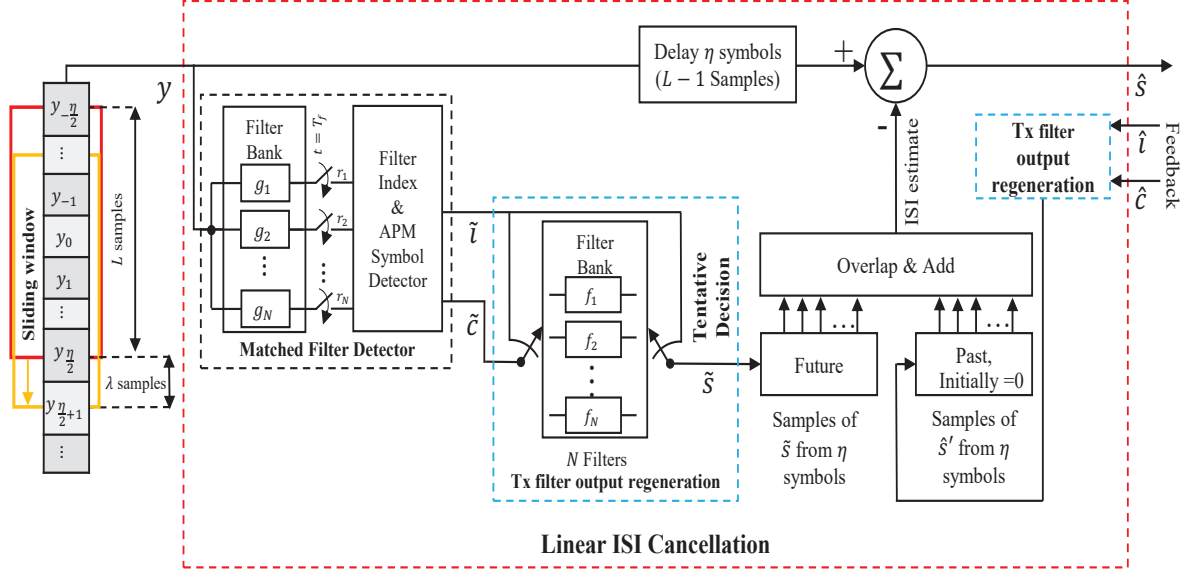 y_{-\frac{η}{2}}
⋮
y_{-1}
y_0
y_1
⋮
y_{\frac{η}{2}}
y_{\frac{η}{2}+1}
⋮
Sliding window
L samples
λ samples
y
Filter
Bank
g_1
g_2
⋮
g_N
t = T_f
r_1
r_2
⋮
r_N
Filter
Index
&
APM
Symbol
Detector
Matched Filter Detector
ĩ
c̃
Filter
Bank
f_1
f_2
⋮
f_N
N Filters
Tx filter output regeneration
Tentative
Decision
s̃
Delay η symbols
(L − 1 Samples)
+
Σ
-
ŝ
ISI estimate
Overlap & Add
...
...
Future
Past,
Initially =0
Samples of
s̃ from η
symbols
Samples of
ŝ′ from η
symbols
Tx filter
output
regeneration
î
ĉ
Feedback
Linear ISI Cancellation